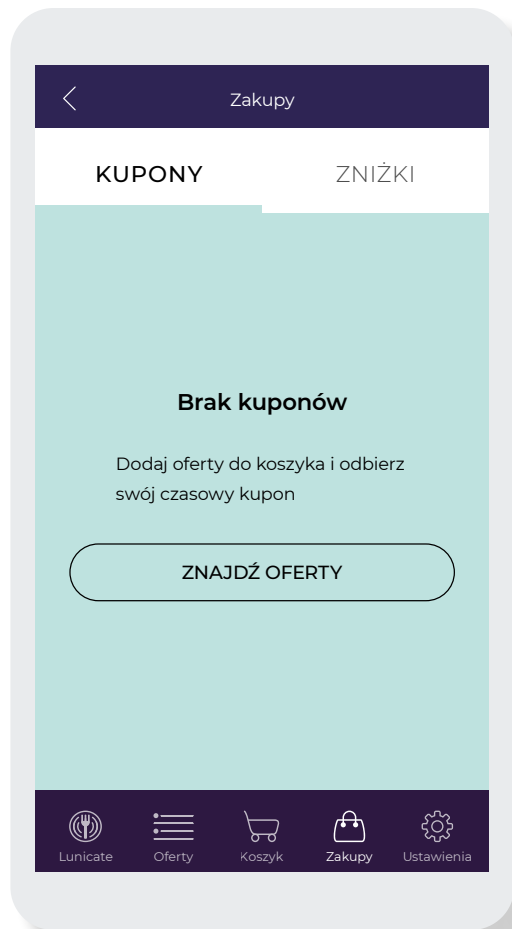 Zakupy
KUPONY
ZNIŻKI
Brak kuponów
Dodaj oferty do koszyka i odbierz
swój czasowy kupon
ZNAJDŹ OFERTY
Lunicate
Oferty
Koszyk
Zakupy
Ustawienia